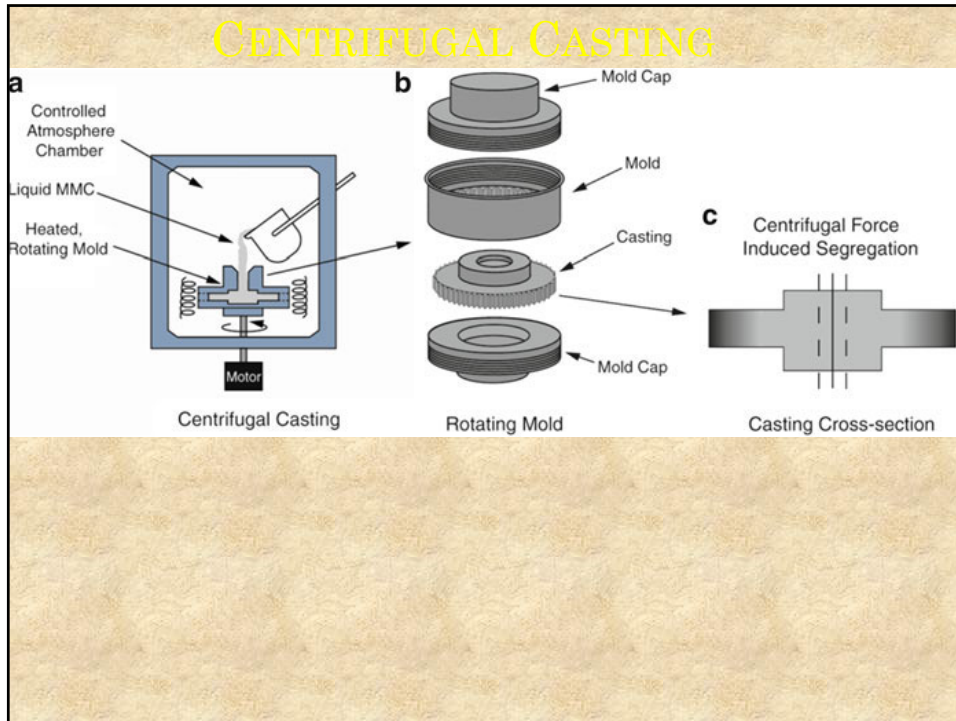 CENTRIFUGAL CASTING
a
Controlled
Atmosphere
Chamber
Liquid MMC
Heated,
Rotating Mold
Motor
Centrifugal Casting
b
Mold Cap
Mold
Casting
Mold Cap
Rotating Mold
c
Centrifugal Force
Induced Segregation
Casting Cross-section